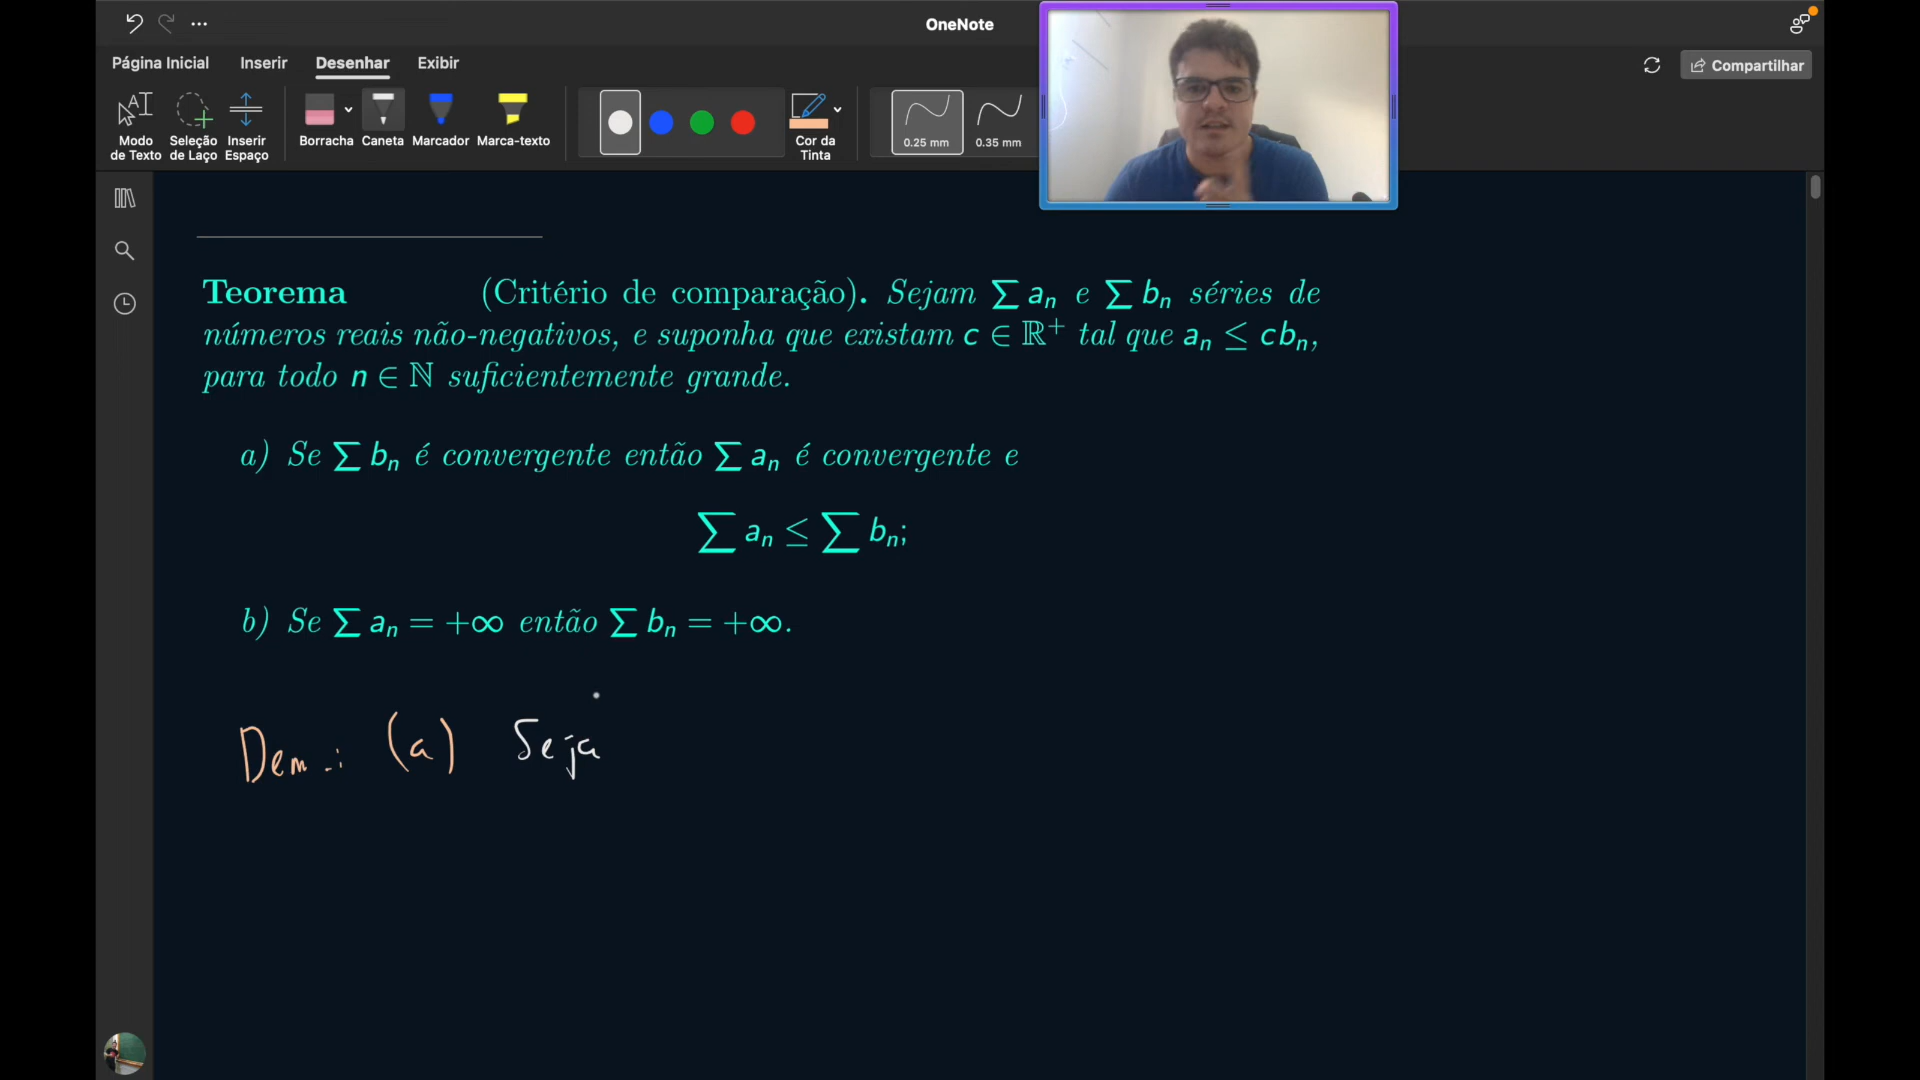 OneNote
Página Inicial Inserir Desenhar Exibir
Compartilhar
Modo de Texto
Seleção de Laço
Inserir Espaço
Borracha
Caneta
Marcador
Marca-texto
Cor da Tinta
0.25 mm
0.35 mm
Teorema (Critério de comparação). Sejam ∑ aₙ e ∑ bₙ séries de
números reais não-negativos, e suponha que existam c ∈ ℝ⁺ tal que aₙ ≤ cbₙ,
para todo n ∈ ℕ suficientemente grande.
a) Se ∑ bₙ é convergente então ∑ aₙ é convergente e
∑ aₙ ≤ ∑ bₙ;
b) Se ∑ aₙ = +∞ então ∑ bₙ = +∞.
Dem.: (a) Seja